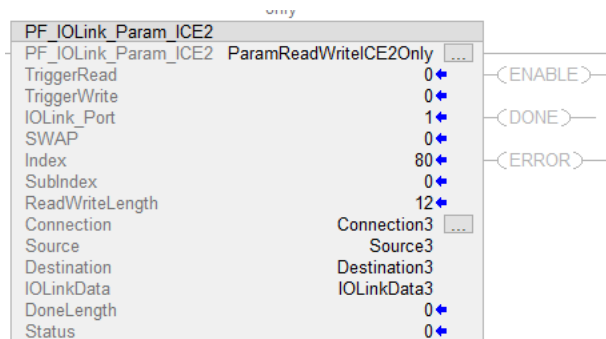 only
PF_IOLink_Param_ICE2
PF_IOLink_Param_ICE2 ParamReadWriteICE2Only ...
TriggerRead 0
TriggerWrite 0
IOLink_Port 1
SWAP 0
Index 80
SubIndex 0
ReadWriteLength 12
Connection Connection3 ...
Source Source3
Destination Destination3
IOLinkData IOLinkData3
DoneLength 0
Status 0
ENABLE
DONE
ERROR